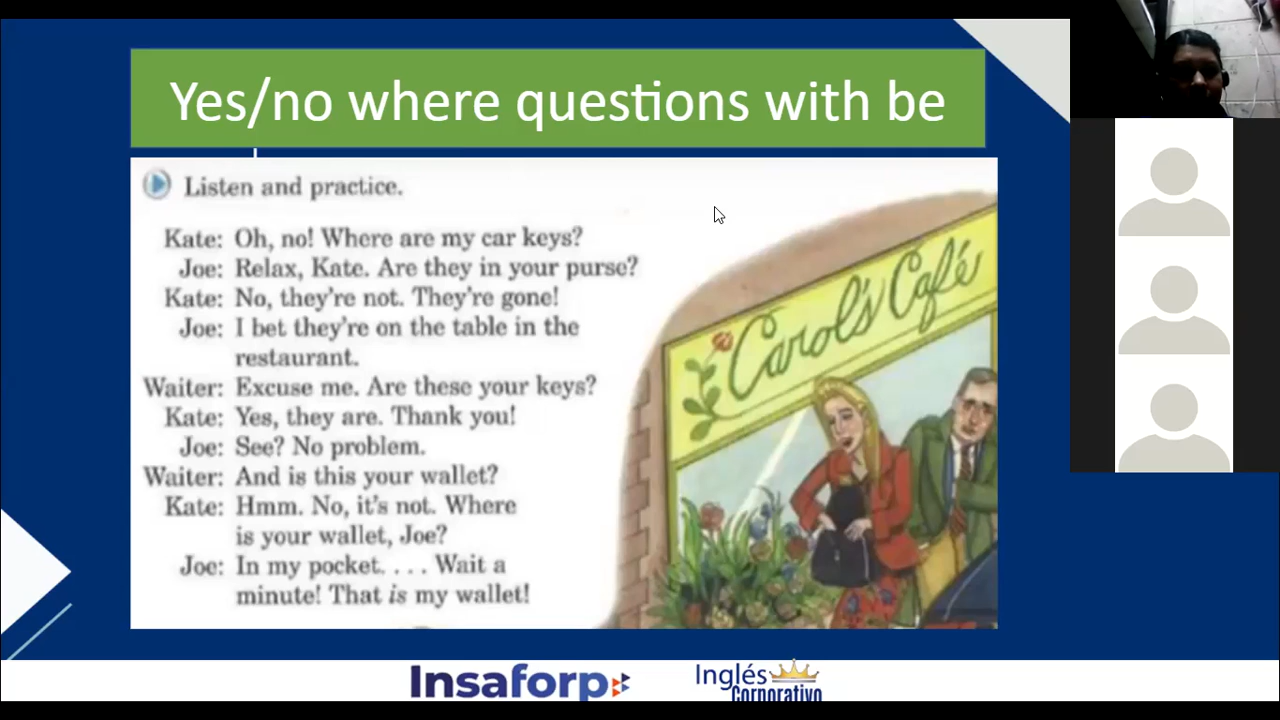 Yes/no where questions with be
Listen and practice.
Kate: Oh, no! Where are my car keys?
Joe: Relax, Kate. Are they in your purse?
Kate: No, they're not. They're gone!
Joe: I bet they're on the table in the
restaurant.
Waiter: Excuse me. Are these your keys?
Kate: Yes, they are. Thank you!
Joe: See? No problem.
Waiter: And is this your wallet?
Kate: Hmm. No, it's not. Where
is your wallet, Joe?
Joe: In my pocket. . . . Wait a
minute! That is my wallet!
Carol's Café
Insaforp
Inglés
Corporativo